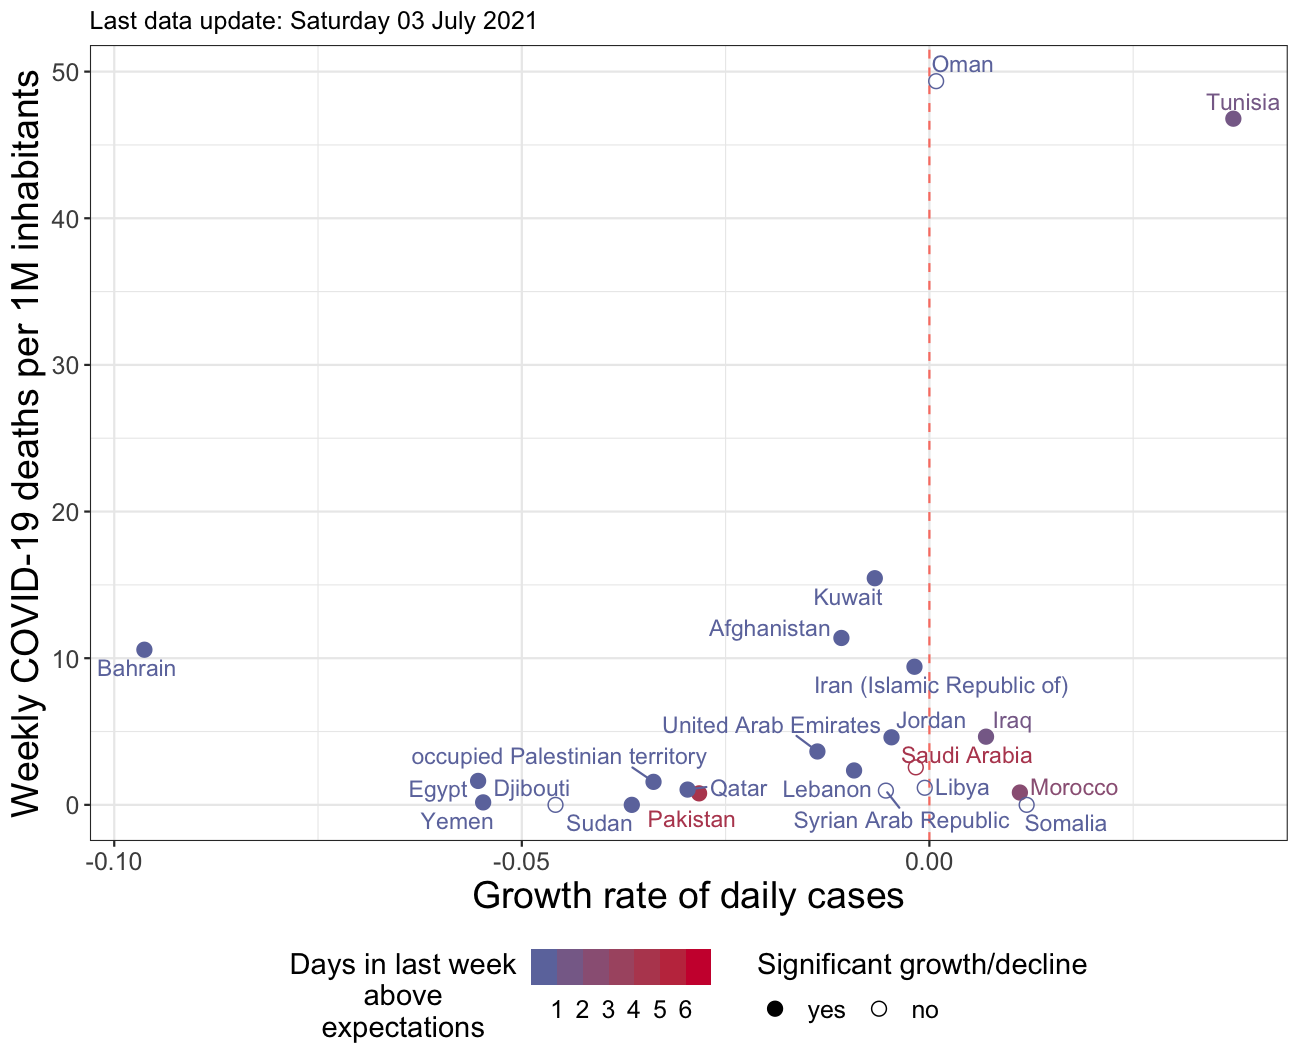 Last data update: Saturday 03 July 2021
Weekly COVID-19 deaths per 1M inhabitants
50
40
30
20
10
0
Oman
Tunisia
Kuwait
Afghanistan
Bahrain
Iran (Islamic Republic of)
United Arab Emirates
Jordan
Iraq
occupied Palestinian territory
Saudi Arabia
Egypt
Djibouti
Qatar
Lebanon
Libya
Morocco
Yemen
Sudan
Pakistan
Syrian Arab Republic
Somalia
-0.10
-0.05
0.00
Growth rate of daily cases
Days in last week
above
expectations
1 2 3 4 5 6
Significant growth/decline
yes
no